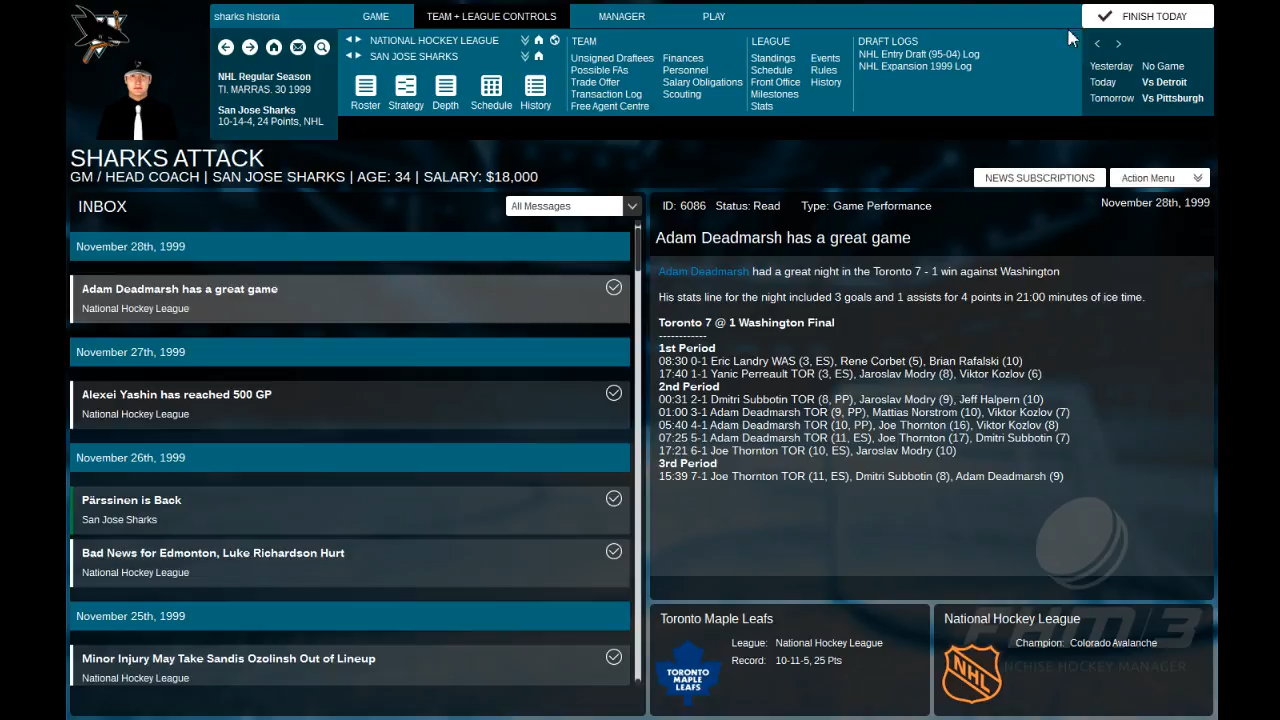 sharks historia
GAME
TEAM + LEAGUE CONTROLS
MANAGER
PLAY
FINISH TODAY
NHL Regular Season
TI. MARRAS. 30 1999
San Jose Sharks
10-14-4, 24 Points, NHL
NATIONAL HOCKEY LEAGUE
SAN JOSE SHARKS
Roster
Strategy
Depth
Schedule
History
TEAM
Unsigned Draftees
Finances
Possible FAs
Personnel
Trade Offer
Salary Obligations
Transaction Log
Scouting
Free Agent Centre
LEAGUE
Standings
Events
Schedule
Rules
Front Office
History
Milestones
Stats
DRAFT LOGS
NHL Entry Draft (95-04) Log
NHL Expansion 1999 Log
Yesterday No Game
Today Vs Detroit
Tomorrow Vs Pittsburgh
SHARKS ATTACK
GM / HEAD COACH | SAN JOSE SHARKS | AGE: 34 | SALARY: $18,000
NEWS SUBSCRIPTIONS
Action Menu
INBOX
All Messages
November 28th, 1999
Adam Deadmarsh has a great game
National Hockey League
November 27th, 1999
Alexei Yashin has reached 500 GP
National Hockey League
November 26th, 1999
Pärssinen is Back
San Jose Sharks
Bad News for Edmonton, Luke Richardson Hurt
National Hockey League
November 25th, 1999
Minor Injury May Take Sandis Ozolinsh Out of Lineup
National Hockey League
ID: 6086 Status: Read Type: Game Performance
November 28th, 1999
Adam Deadmarsh has a great game
Adam Deadmarsh had a great night in the Toronto 7 - 1 win against Washington
His stats line for the night included 3 goals and 1 assists for 4 points in 21:00 minutes of ice time.
Toronto 7 @ 1 Washington Final
------------
1st Period
08:30 0-1 Eric Landry WAS (3, ES), Rene Corbet (5), Brian Rafalski (10)
17:40 1-1 Yanic Perreault TOR (3, ES), Jaroslav Modry (8), Viktor Kozlov (6)
2nd Period
00:31 2-1 Dmitri Subbotin TOR (8, PP), Jaroslav Modry (9), Jeff Halpern (10)
01:00 3-1 Adam Deadmarsh TOR (9, PP), Mattias Norstrom (10), Viktor Kozlov (7)
05:40 4-1 Adam Deadmarsh TOR (10, PP), Joe Thornton (16), Viktor Kozlov (8)
07:25 5-1 Adam Deadmarsh TOR (11, ES), Joe Thornton (17), Dmitri Subbotin (7)
17:21 6-1 Joe Thornton TOR (10, ES), Jaroslav Modry (10)
3rd Period
15:39 7-1 Joe Thornton TOR (11, ES), Dmitri Subbotin (8), Adam Deadmarsh (9)
Toronto Maple Leafs
TORONTO
MAPLE
LEAFS
League: National Hockey League
Record: 10-11-5, 25 Pts
National Hockey League
NHL
Champion: Colorado Avalanche
FHM/3
NCHISE HOCKEY MANAGER